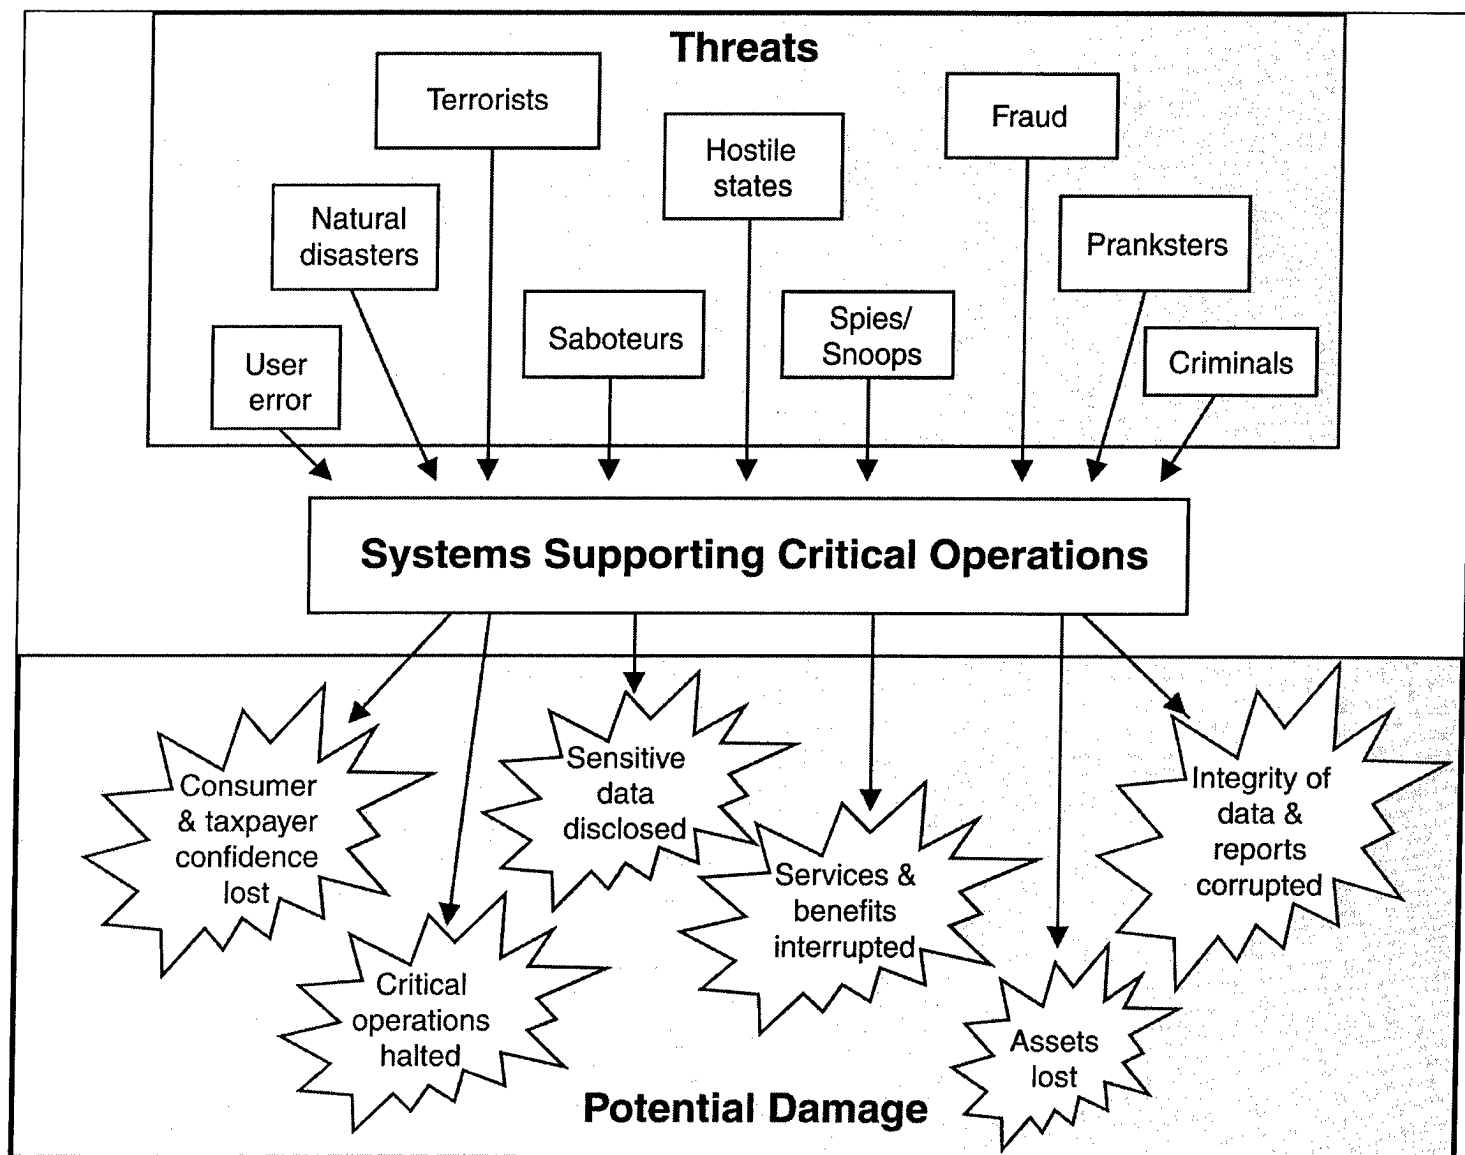 Threats
Terrorists
Fraud
Hostile
states
Natural
disasters
Pranksters
Saboteurs
Spies/
Snoops
User
error
Criminals
Systems Supporting Critical Operations
Consumer
& taxpayer
confidence
lost
Sensitive
data
disclosed
Integrity of
data &
reports
corrupted
Services &
benefits
interrupted
Critical
operations
halted
Assets
lost
Potential Damage